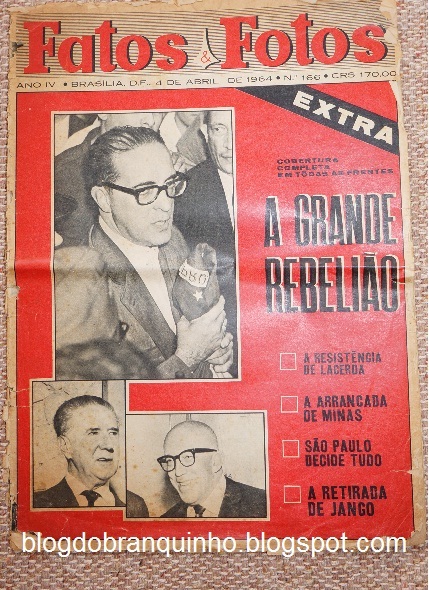 Fatos & Fotos
ANO IV • BRASÍLIA, D.F., 4 DE ABRIL DE 1964 • N.º 166 • CR$ 170,00
EXTRA
COBERTURA
COMPLETA
EM TÔDAS AS FRENTES
A GRANDE
REBELIÃO
A RESISTÊNCIA
DE LACERDA
A ARRANCADA
DE MINAS
SÃO PAULO
DECIDE TUDO
A RETIRADA
DE JANGO
blogdobranquinho.blogspot.com